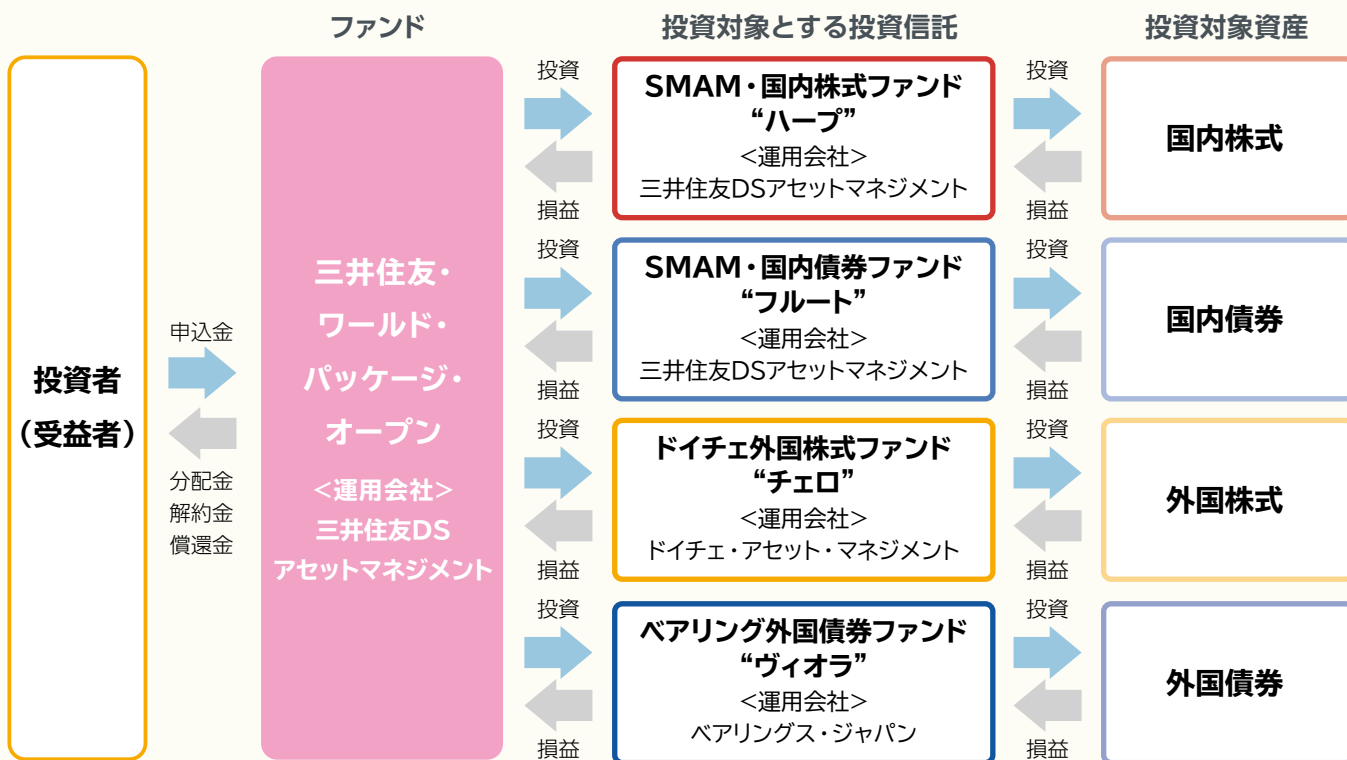 ファンド
投資対象とする投資信託
投資対象資産
投資者
（受益者）
申込金
分配金
解約金
償還金
三井住友・
ワールド・
パッケージ・
オープン
＜運用会社＞
三井住友DS
アセットマネジメント
投資
損益
SMAM・国内株式ファンド
“ハープ”
＜運用会社＞
三井住友DSアセットマネジメント
投資
損益
国内株式
投資
損益
SMAM・国内債券ファンド
“フルート”
＜運用会社＞
三井住友DSアセットマネジメント
投資
損益
国内債券
投資
損益
ドイチェ外国株式ファンド
“チェロ”
＜運用会社＞
ドイチェ・アセット・マネジメント
投資
損益
外国株式
投資
損益
ベアリング外国債券ファンド
“ヴィオラ”
＜運用会社＞
ベアリングス・ジャパン
投資
損益
外国債券